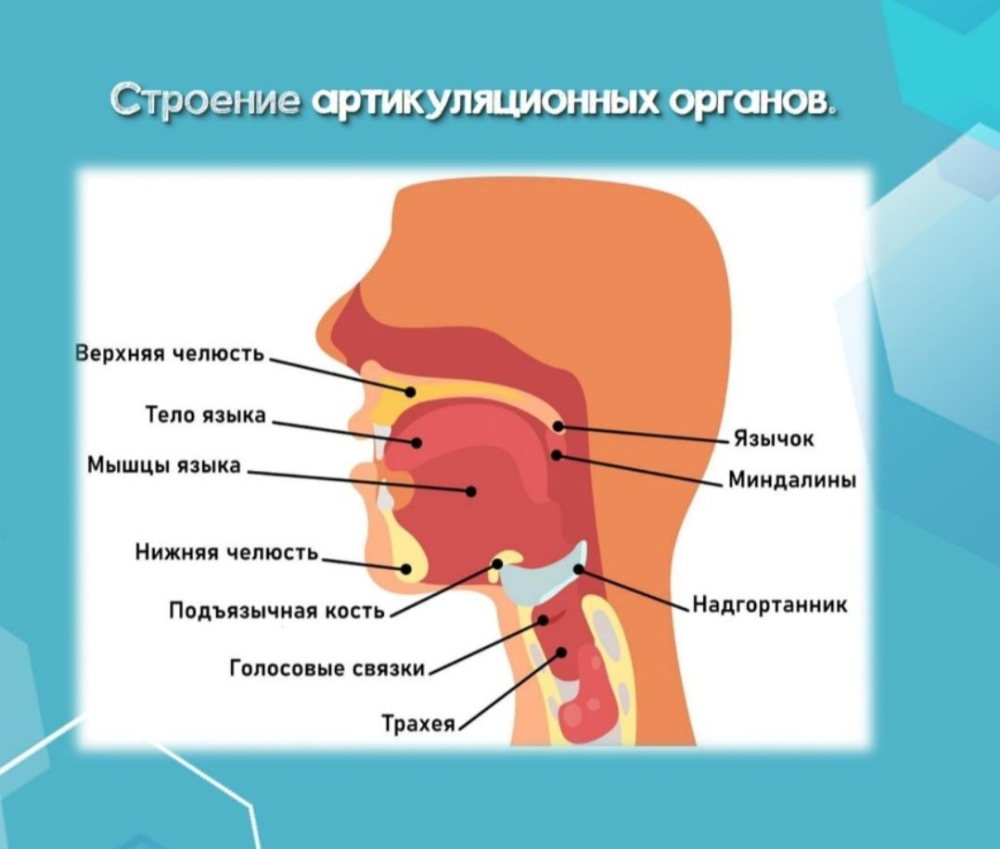 Строение артикуляционных органов.
Верхняя челюсть
Тело языка
Мышцы языка
Нижняя челюсть
Подъязычная кость
Голосовые связки
Трахея
Язычок
Миндалины
Надгортанник